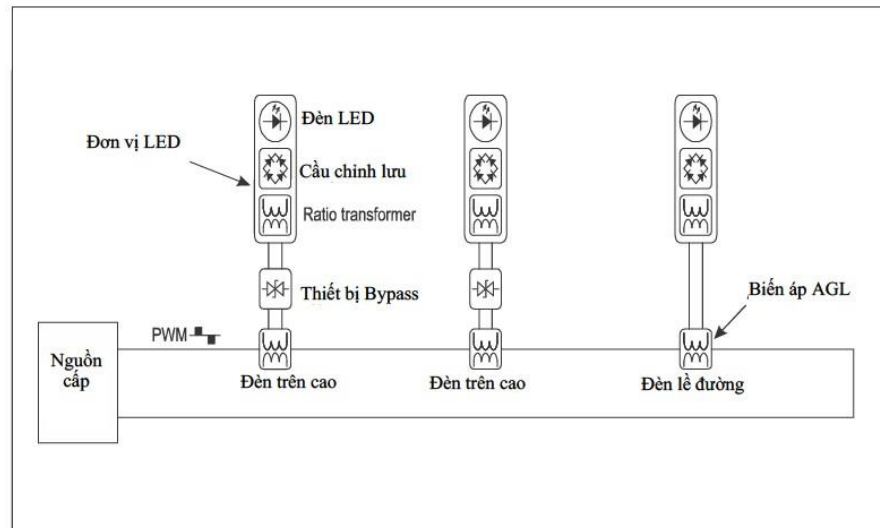 Đèn LED
Đơn vị LED
Cầu chỉnh lưu
Ratio transformer
Thiết bị Bypass
Biến áp AGL
PWM
Nguồn
cấp
Đèn trên cao
Đèn trên cao
Đèn lề đường